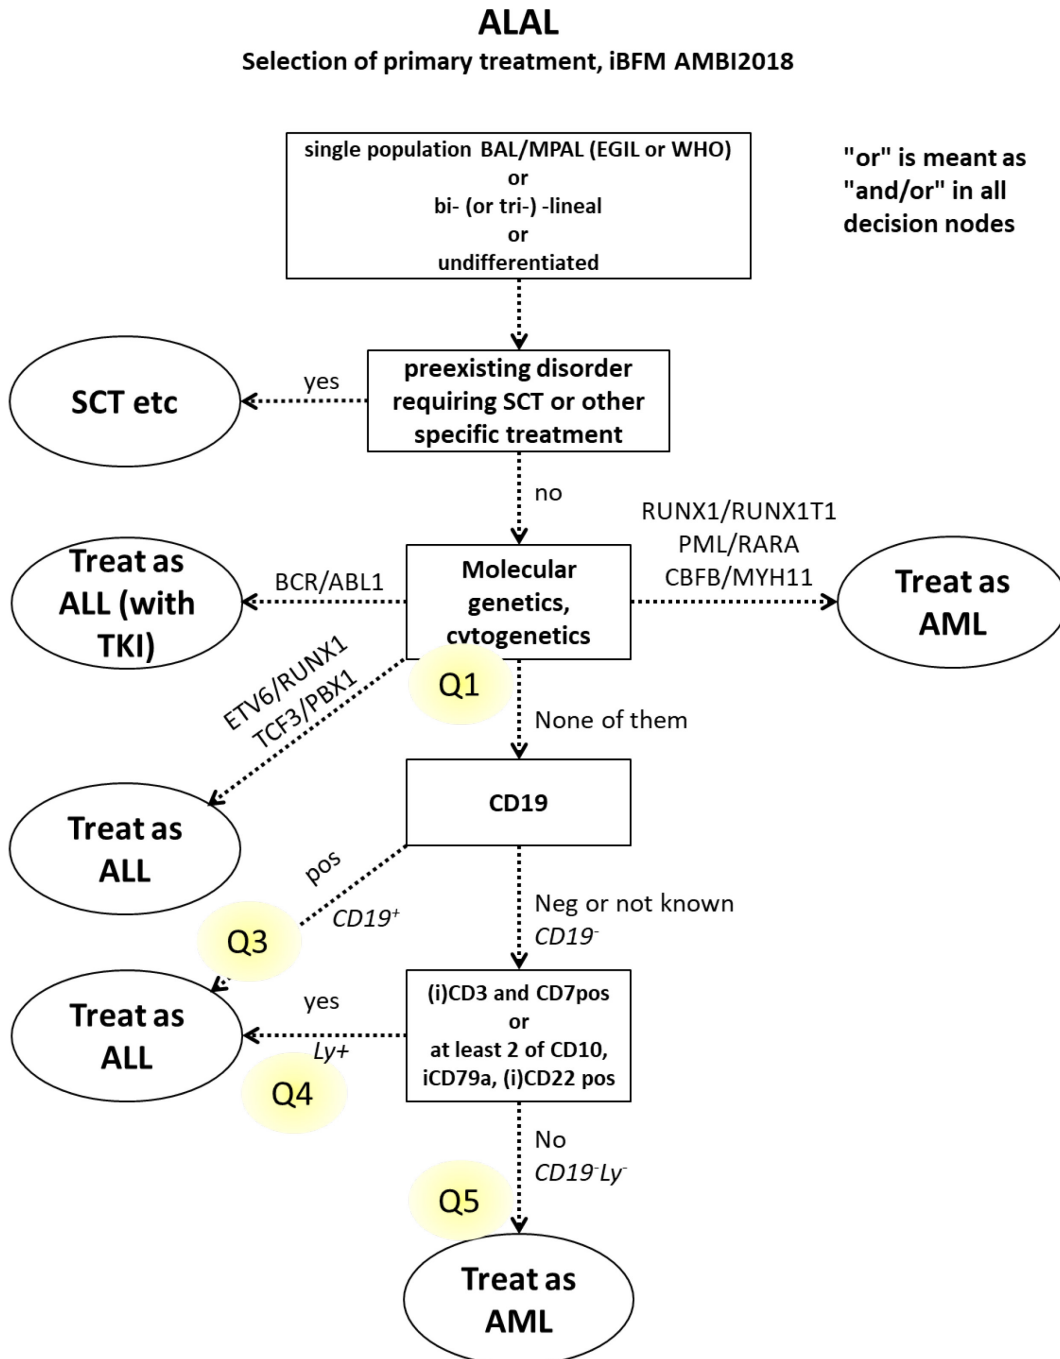 ALAL
Selection of primary treatment, iBFM AMBI2018
single population BAL/MPAL (EGIL or WHO)
or
bi- (or tri-) -lineal
or
undifferentiated
"or" is meant as
"and/or" in all
decision nodes
preexisting disorder
requiring SCT or other
specific treatment
yes
SCT etc
no
Molecular
genetics,
cytogenetics
BCR/ABL1
Treat as
ALL (with
TKI)
RUNX1/RUNX1T1
PML/RARA
CBFB/MYH11
Treat as
AML
Q1
ETV6/RUNX1
TCF3/PBX1
Treat as
ALL
None of them
CD19
pos
CD19⁺
Q3
Neg or not known
CD19⁻
(i)CD3 and CD7pos
or
at least 2 of CD10,
iCD79a, (i)CD22 pos
yes
Ly+
Q4
Treat as
ALL
No
CD19⁻Ly⁻
Q5
Treat as
AML